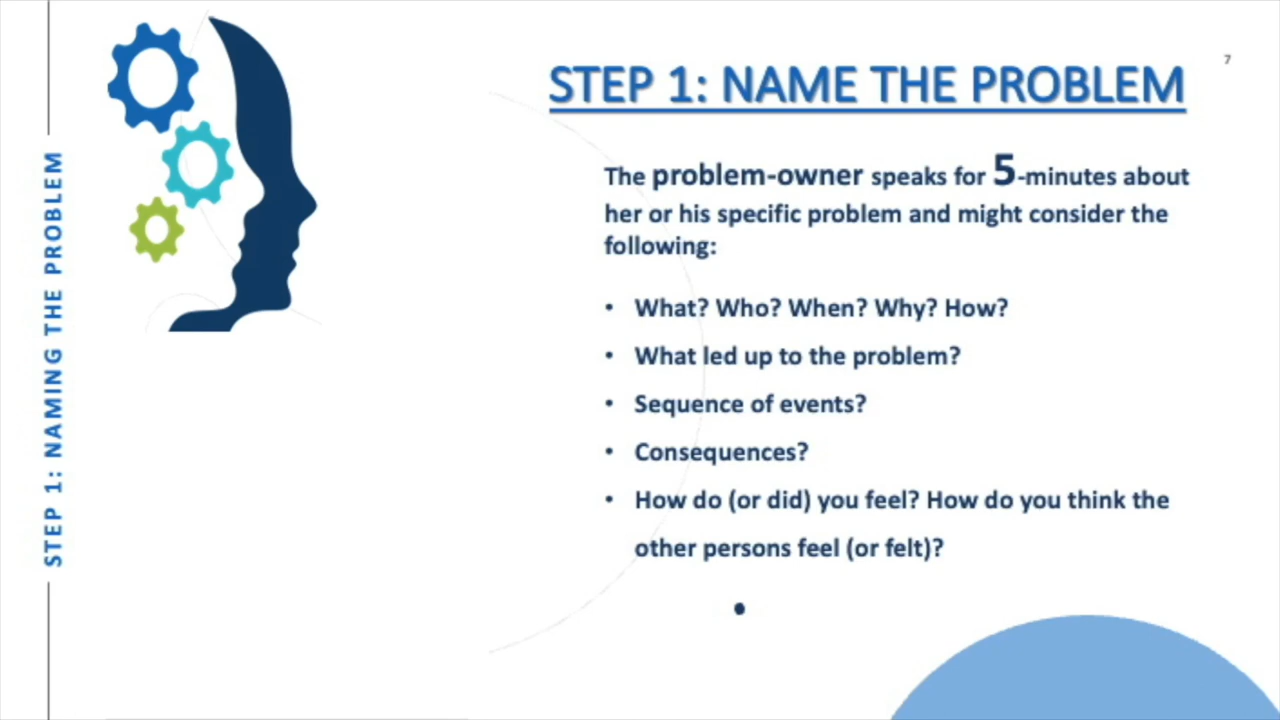 7
STEP 1: NAMING THE PROBLEM
STEP 1: NAME THE PROBLEM
The problem-owner speaks for 5-minutes about
her or his specific problem and might consider the
following:
• What? Who? When? Why? How?
• What led up to the problem?
• Sequence of events?
• Consequences?
• How do (or did) you feel? How do you think the
other persons feel (or felt)?
•